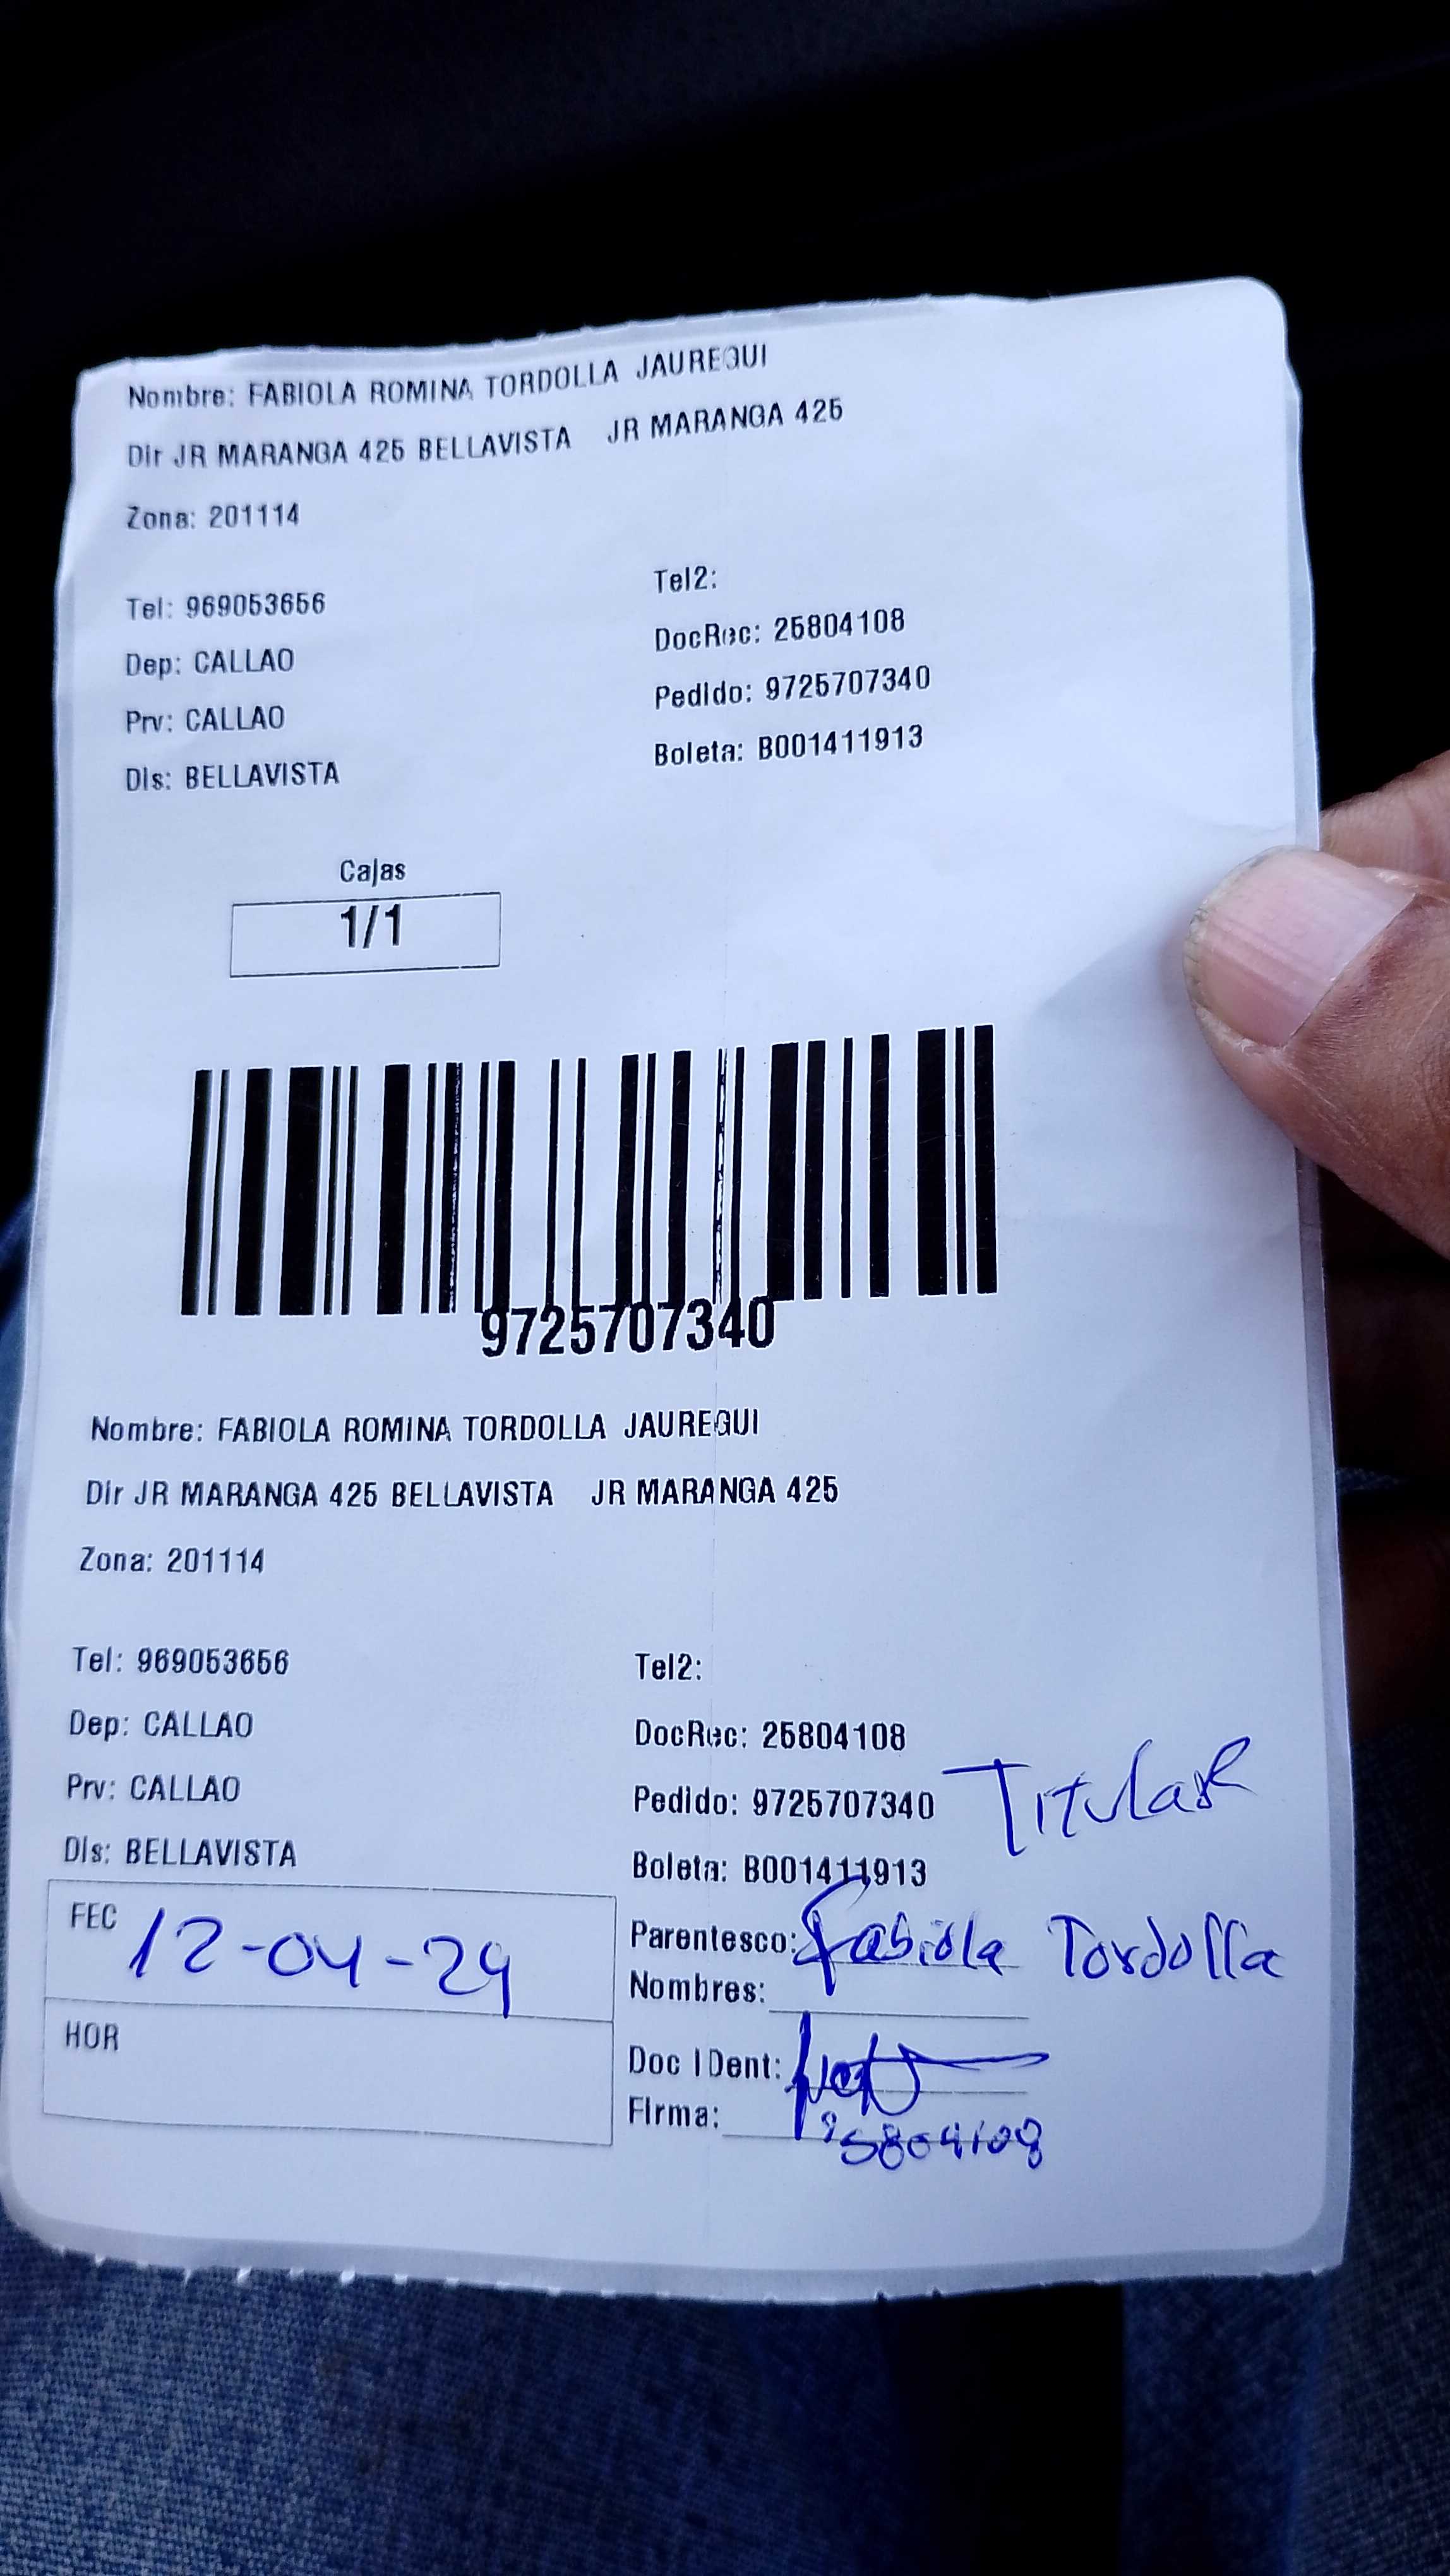 Nombre: FABIOLA ROMINA TORDOLLA JAUREGUI
Dir JR MARANGA 425 BELLAVISTA JR MARANGA 425
Zona: 201114
Tel: 969053656
Tel2:
Dep: CALLAO
DocRec: 25804108
Prv: CALLAO
Pedido: 9725707340
Dis: BELLAVISTA
Boleta: B001411913
Cajas
1/1
9725707340
Nombre: FABIOLA ROMINA TORDOLLA JAUREGUI
Dir JR MARANGA 425 BELLAVISTA JR MARANGA 425
Zona: 201114
Tel: 969053656
Tel2:
Dep: CALLAO
DocRec: 25804108
Prv: CALLAO
Pedido: 9725707340 Titular
Dis: BELLAVISTA
Boleta: B001411913
FEC 12-04-24
Parentesco: Fabiola Tordolla
Nombres:
HOR
Doc IDent:
Firma: 25804108